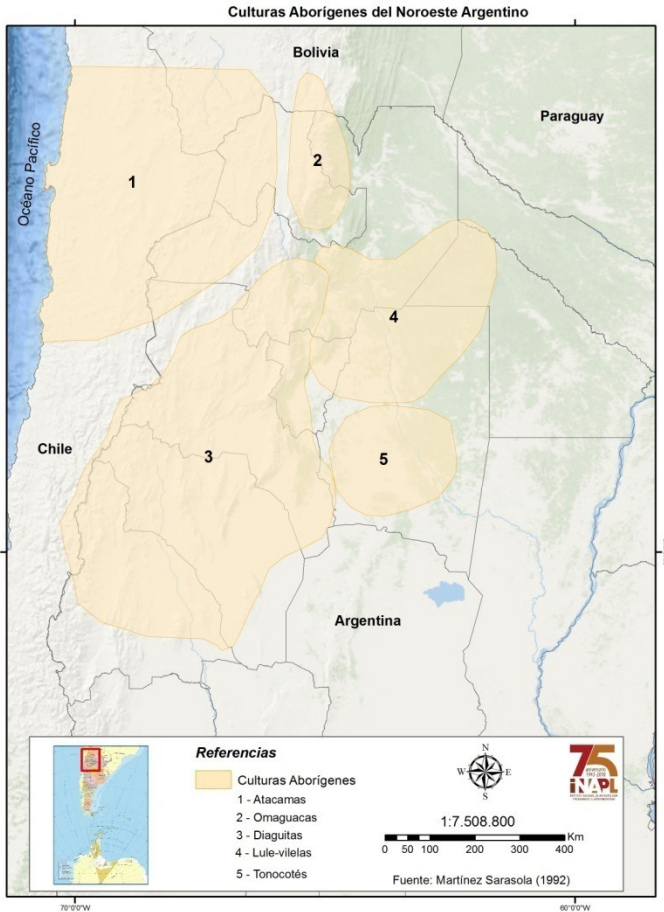 Culturas Aborígenes del Noroeste Argentino
Bolivia
Paraguay
Océano Pacífico
1
2
4
Chile
3
5
Argentina
Referencias
Culturas Aborígenes
1 - Atacamas
2 - Omaguacas
3 - Diaguitas
4 - Lule-vilelas
5 - Tonocotés
N
W
E
S
75
INAPL
1:7.508.800
Km
0 50 100 200 300 400
Fuente: Martínez Sarasola (1992)
70°0'0"W
60°0'0"W